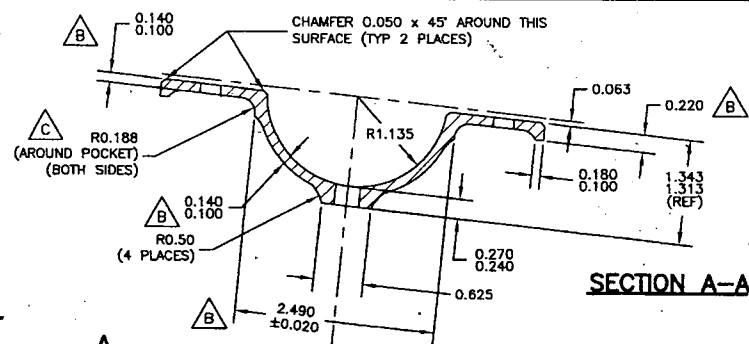 B
0.140
0.100
CHAMFER 0.050 x 45° AROUND THIS
SURFACE (TYP 2 PLACES)
0.063
0.220
B
C
R0.188
(AROUND POCKET)
(BOTH SIDES)
R1.135
0.180
0.100
1.343
1.313
(REF)
0.140
0.100
B
R0.50
(4 PLACES)
0.270
0.240
0.625
SECTION A-A
B
2.490
±0.020